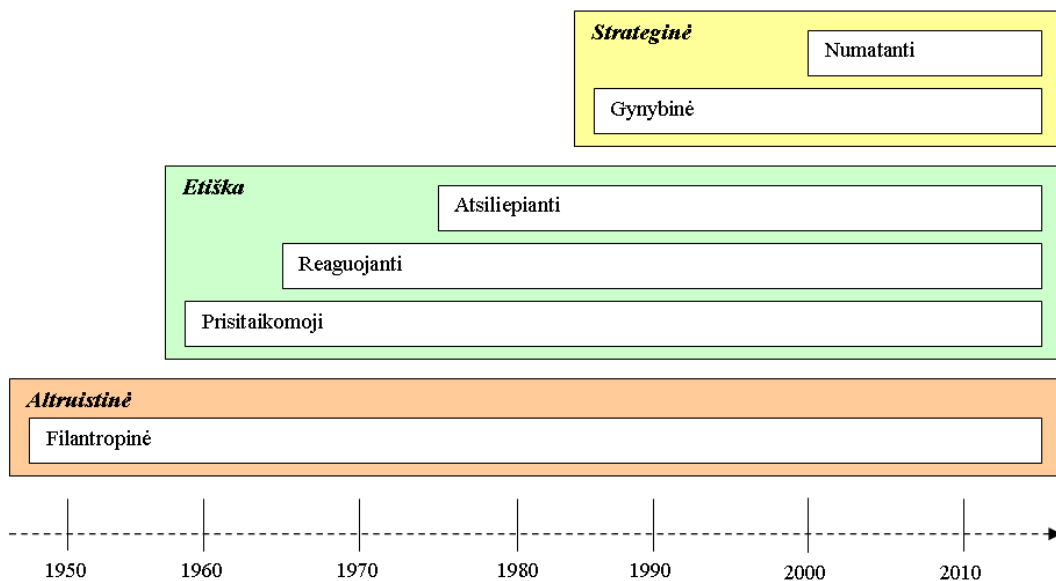 Strateginė
Numatanti
Gynybinė
Etiška
Atsiliepianti
Reaguojanti
Prisitaikomoji
Altruistinė
Filantropinė
1950 1960 1970 1980 1990 2000 2010